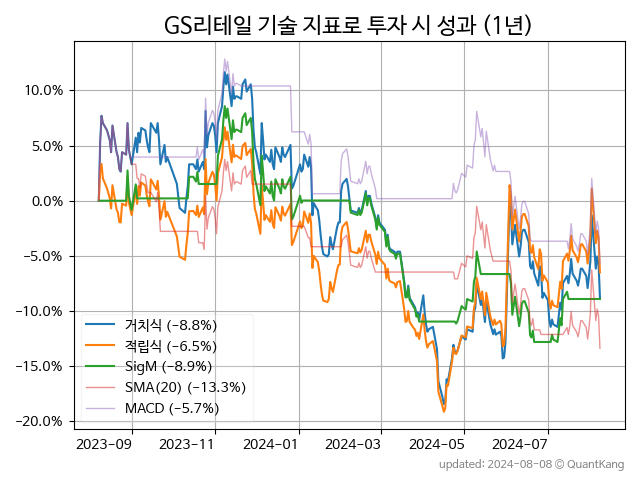 GS리테일 기술 지표로 투자 시 성과 (1년)
10.0%
5.0%
0.0%
−5.0%
−10.0%
−15.0%
−20.0%
거치식 (−8.8%)
적립식 (−6.5%)
SigM (−8.9%)
SMA(20) (−13.3%)
MACD (−5.7%)
2023-09 2023-11 2024-01 2024-03 2024-05 2024-07
updated: 2024-08-08 © QuantKang